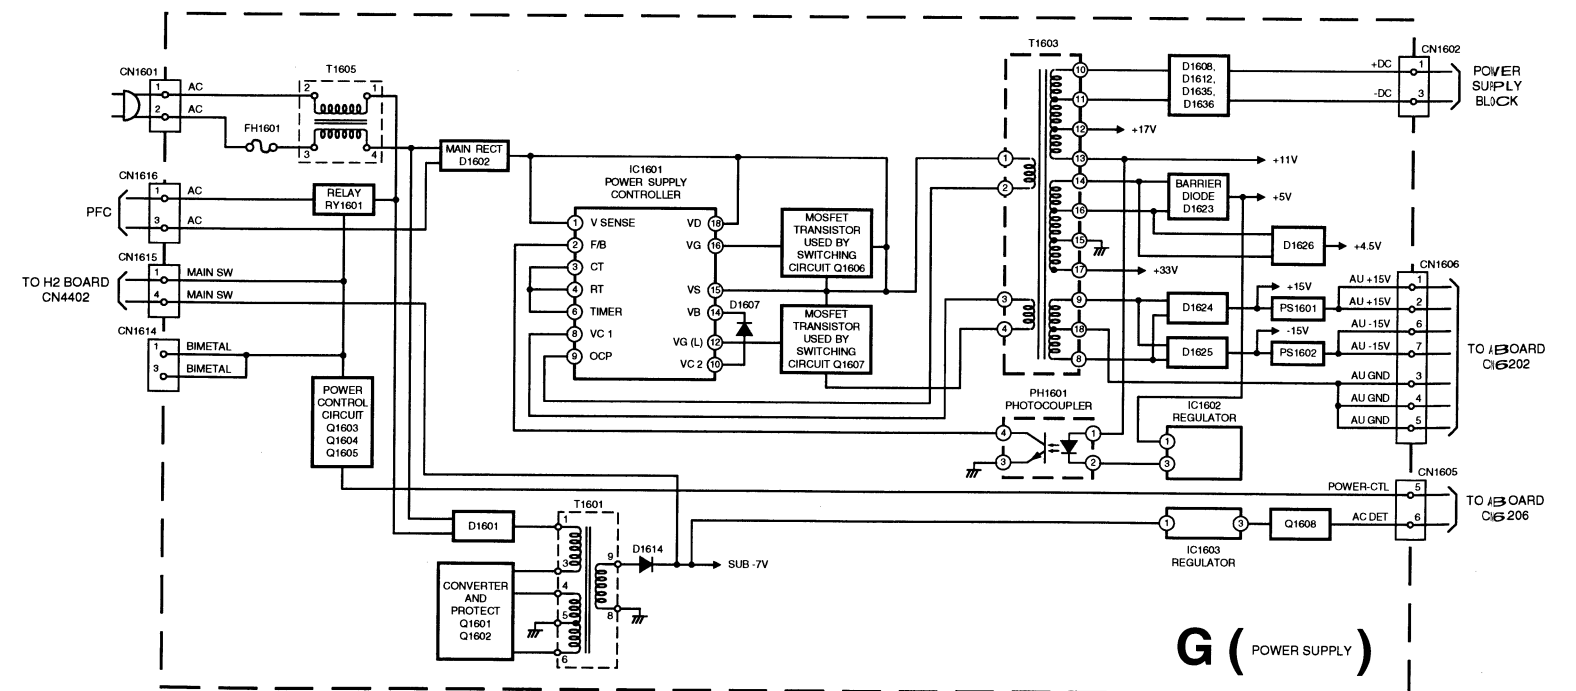 CN1601
1
AC
2
AC
T1605
2
1
3
4
FH1601
MAIN RECT
D1602
CN1616
1
AC
3
AC
PFC
RELAY
RY1601
CN1615
1
MAIN SW
4
MAIN SW
TO H2 BOARD
CN4402
CN1614
1
BIMETAL
3
BIMETAL
POWER
CONTROL
CIRCUIT
Q1603
Q1604
Q1605
IC1601
POWER SUPPLY
CONTROLLER
1 V SENSE
2 F/B
3 CT
4 RT
6 TIMER
8 VC 1
9 OCP
VD 18
VG 16
VS 15
VB 14
VG (L) 12
VC 2 10
D1607
MOSFET
TRANSISTOR
USED BY
SWITCHING
CIRCUIT Q1606
MOSFET
TRANSISTOR
USED BY
SWITCHING
CIRCUIT Q1607
T1603
1
2
3
4
10
11
12
13
14
16
15
17
9
18
8
D1608,
D1612,
D1635,
D1636
+17V
+11V
BARRIER
DIODE
D1623
+5V
D1626
+4.5V
+33V
D1624
+15V
PS1601
D1625
-15V
PS1602
CN1602
+DC
1
-DC
3
POWER
SUPPLY
BLOCK
CN1606
AU +15V
1
AU +15V
2
AU -15V
6
AU -15V
7
AU GND
3
AU GND
4
AU GND
5
TO A BOARD
CN6202
PH1601
PHOTOCOUPLER
4
3
1
2
IC1602
REGULATOR
1
3
CN1605
POWER-CTL
5
AC DET
6
TO A BOARD
CN6206
1
3
IC1603
REGULATOR
Q1608
D1601
T1601
1
3
4
5
6
9
8
D1614
SUB -7V
CONVERTER
AND
PROTECT
Q1601
Q1602
G ( POWER SUPPLY )